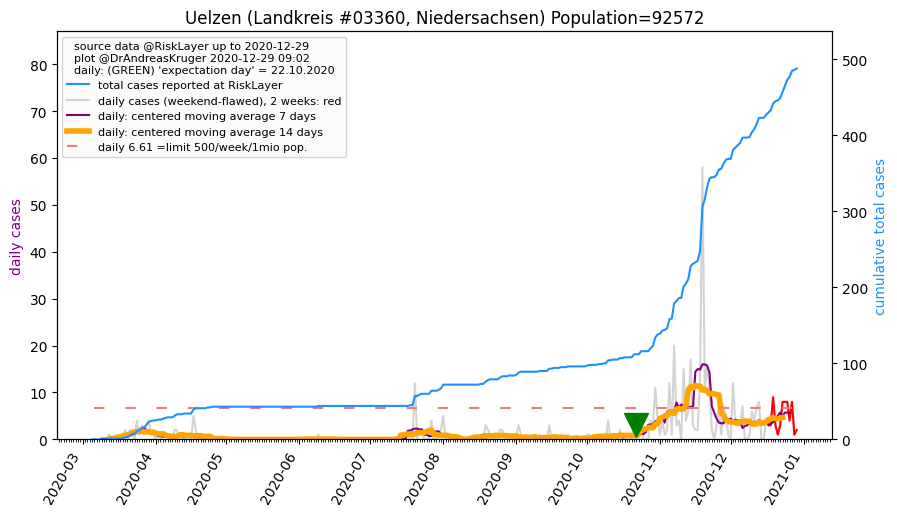 Uelzen (Landkreis #03360, Niedersachsen) Population=92572
source data @RiskLayer up to 2020-12-29
plot @DrAndreasKruger 2020-12-29 09:02
daily: (GREEN) 'expectation day' = 22.10.2020
total cases reported at RiskLayer
daily cases (weekend-flawed), 2 weeks: red
daily: centered moving average 7 days
daily: centered moving average 14 days
daily 6.61 =limit 500/week/1mio pop.
daily cases
80
70
60
50
40
30
20
10
0
cumulative total cases
500
400
300
200
100
0
2020-03
2020-04
2020-05
2020-06
2020-07
2020-08
2020-09
2020-10
2020-11
2020-12
2021-01